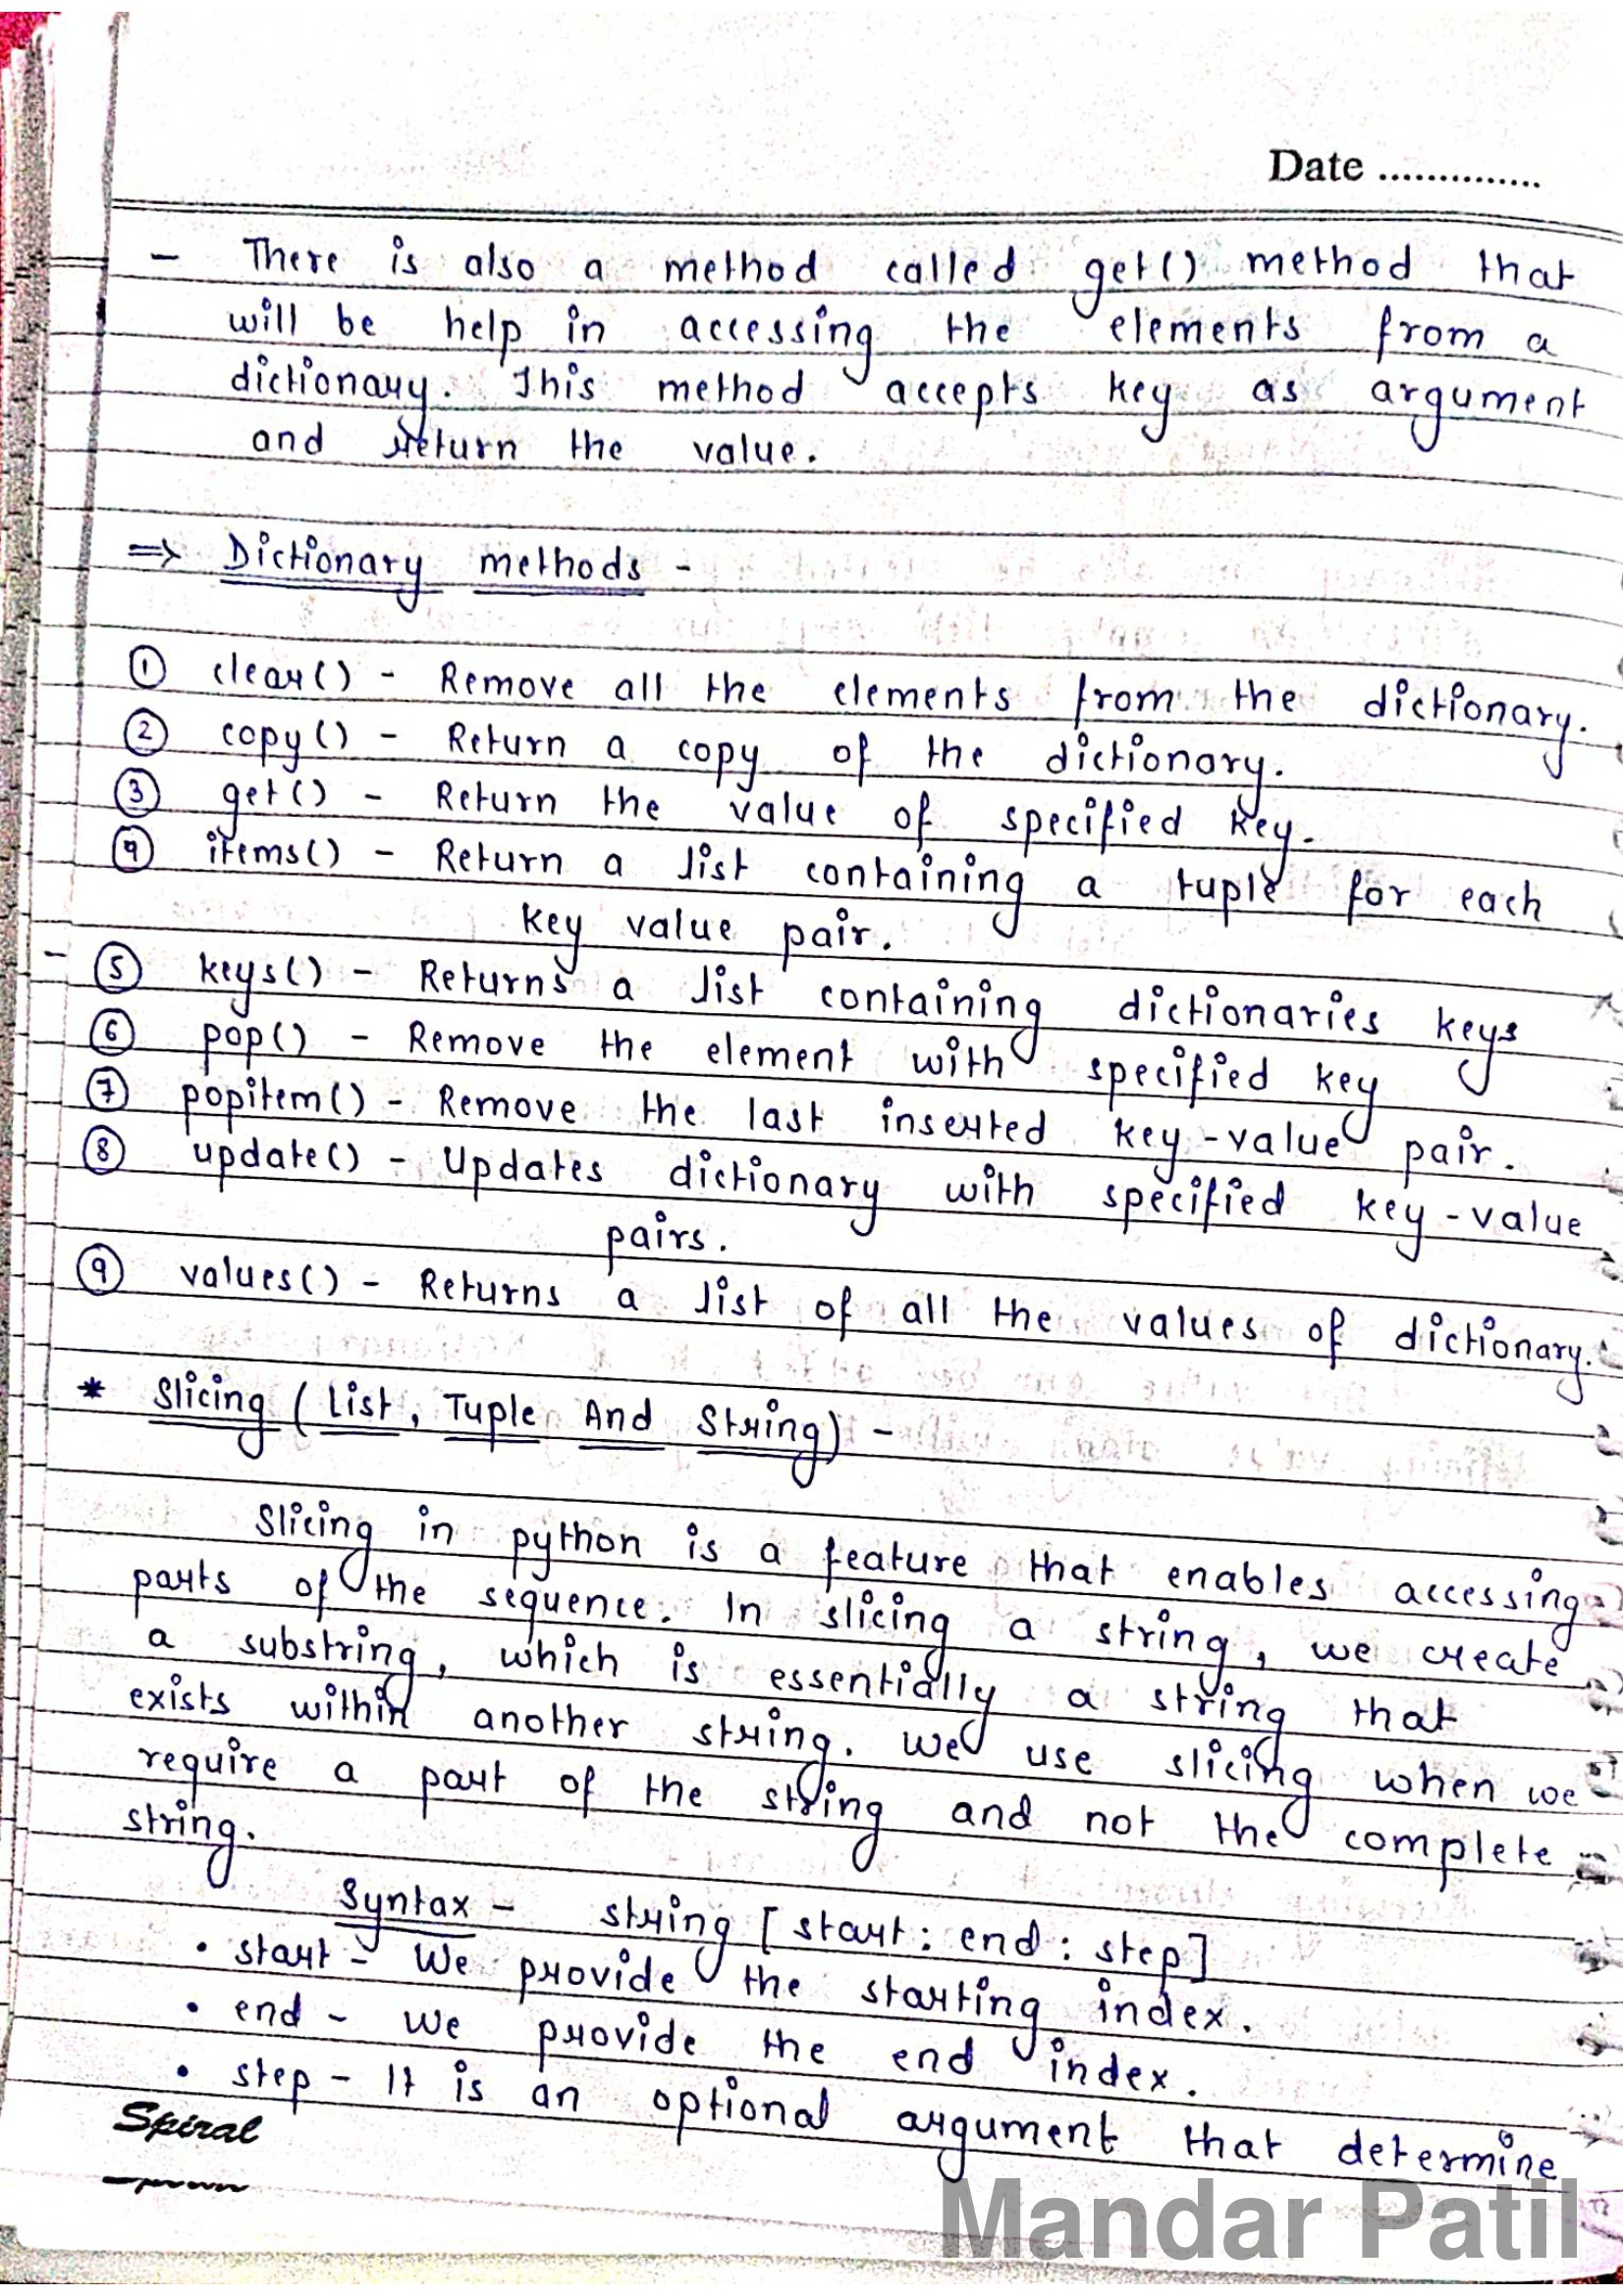 Date ..............
- There is also a method called get() method that
will be help in accessing the elements from a
dictionary. This method accepts key as argument
and return the value.
=> Dictionary methods -
① clear() - Remove all the elements from the dictionary.
② copy() - Return a copy of the dictionary.
③ get() - Return the value of specified key.
④ items() - Return a list containing a tuple for each
key value pair.
- ⑤ keys() - Returns a list containing dictionaries keys
⑥ pop() - Remove the element with specified key
⑦ popitem() - Remove the last inserted key-value pair.
⑧ update() - Updates dictionary with specified key-value
pairs.
⑨ values() - Returns a list of all the values of dictionary.
* Slicing (List, Tuple And String) -
Slicing in python is a feature that enables accessing
parts of the sequence. In slicing a string, we create
a substring, which is essentially a string that
exists within another string. We use slicing when we
require a part of the string and not the complete
string.
Syntax - string [start : end : step]
• start - We provide the starting index.
• end - We provide the end index.
• step - It is an optional argument that determine
Spiral
Mandar Patil